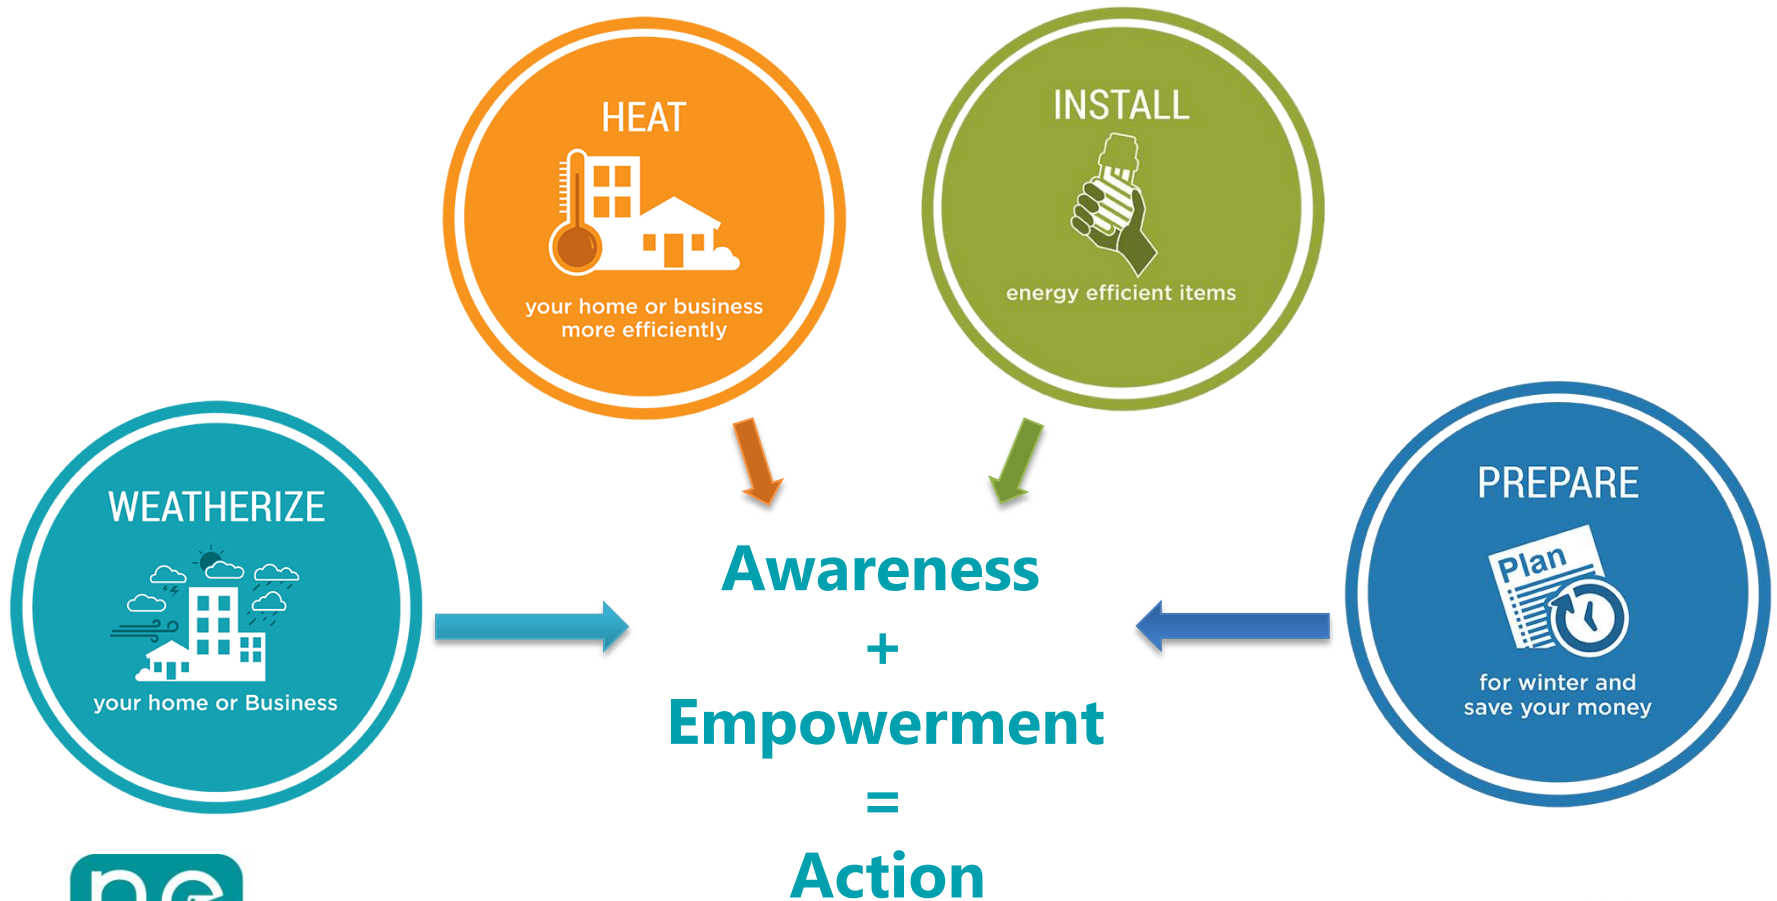 HEAT
your home or business
more efficiently
INSTALL
energy efficient items
WEATHERIZE
your home or Business
PREPARE
Plan
for winter and
save your money
Awareness
+
Empowerment
=
Action